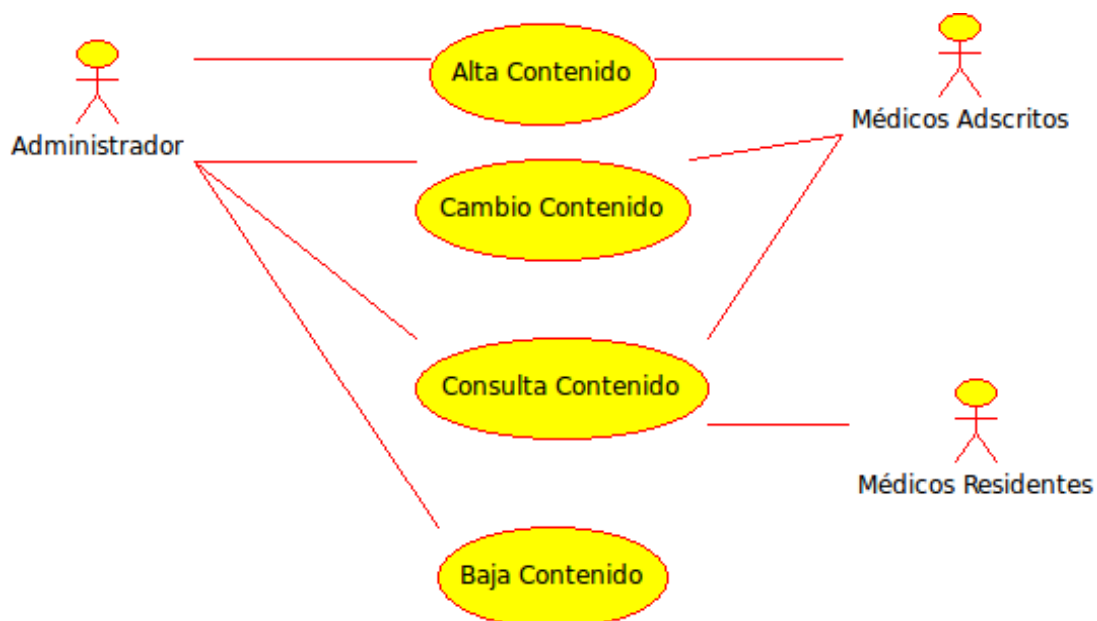 Alta Contenido
Administrador
Médicos Adscritos
Cambio Contenido
Consulta Contenido
Médicos Residentes
Baja Contenido